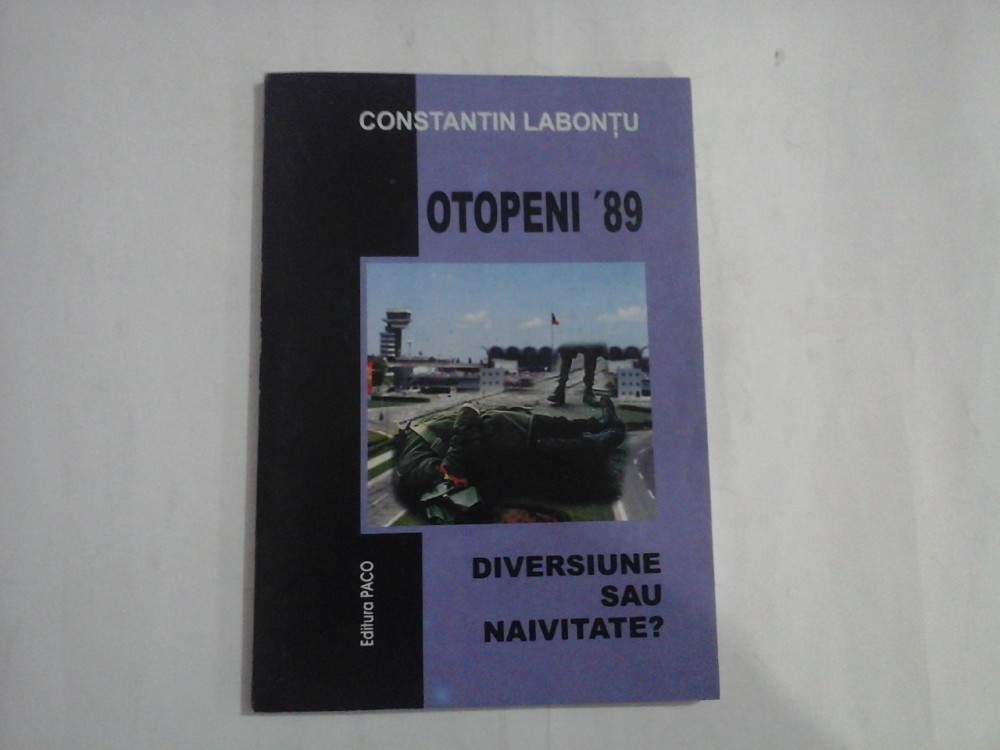 CONSTANTIN LABONȚU
OTOPENI ´89
DIVERSIUNE
SAU
NAIVITATE?
Editura PACO